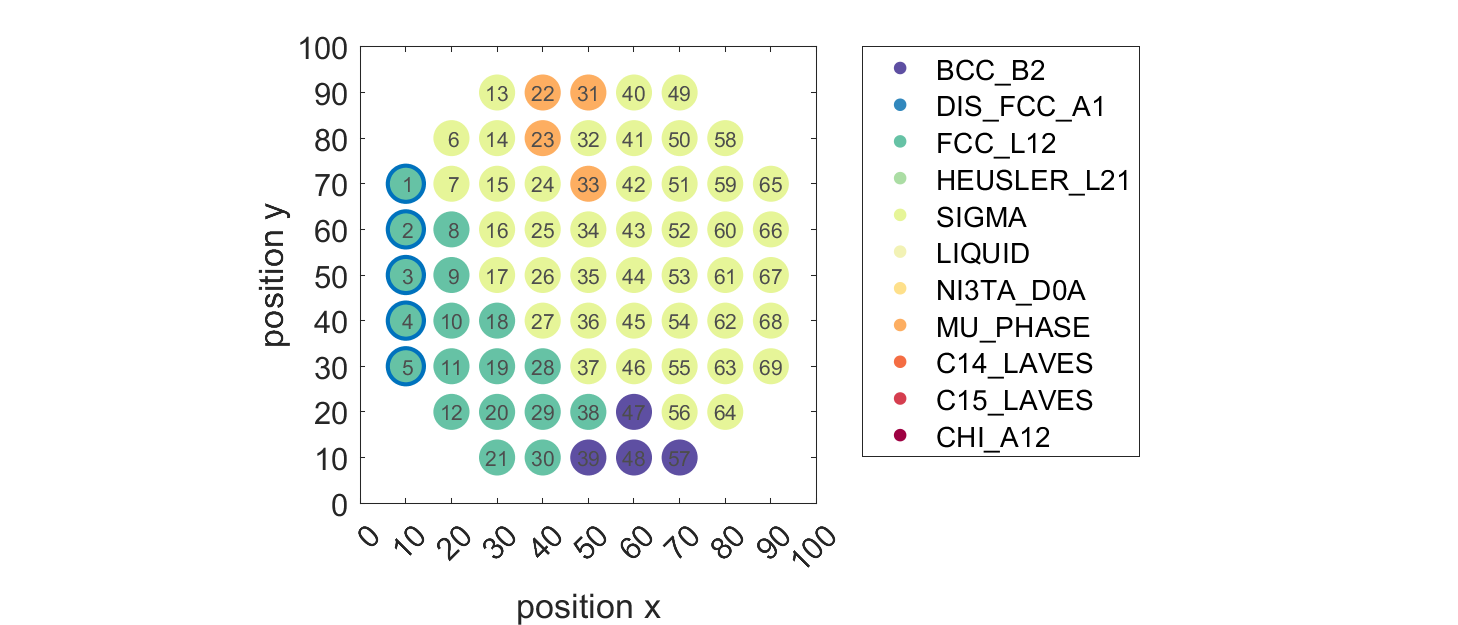 100
90
80
70
60
50
40
30
20
10
0
13 22 31 40 49
6 14 23 32 41 50 58
1 7 15 24 33 42 51 59 65
2 8 16 25 34 43 52 60 66
3 9 17 26 35 44 53 61 67
4 10 18 27 36 45 54 62 68
5 11 19 28 37 46 55 63 69
12 20 29 38 47 56 64
21 30 39 48 57
0 10 20 30 40 50 60 70 80 90 100
position x
position y
BCC_B2
DIS_FCC_A1
FCC_L12
HEUSLER_L21
SIGMA
LIQUID
NI3TA_D0A
MU_PHASE
C14_LAVES
C15_LAVES
CHI_A12